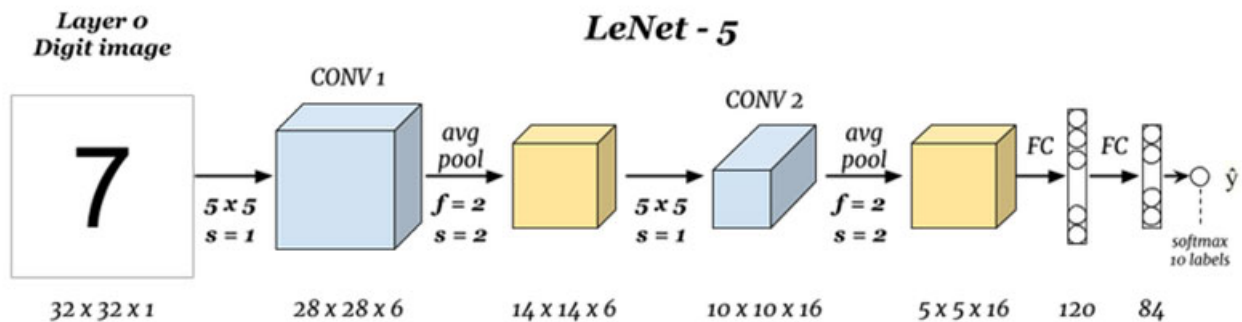 Layer 0
Digit image
LeNet - 5
7
CONV 1
avg
pool
CONV 2
avg
pool
FC
FC
ŷ
5 x 5
s = 1
f = 2
s = 2
5 x 5
s = 1
f = 2
s = 2
softmax
10 labels
32 x 32 x 1
28 x 28 x 6
14 x 14 x 6
10 x 10 x 16
5 x 5 x 16
120
84